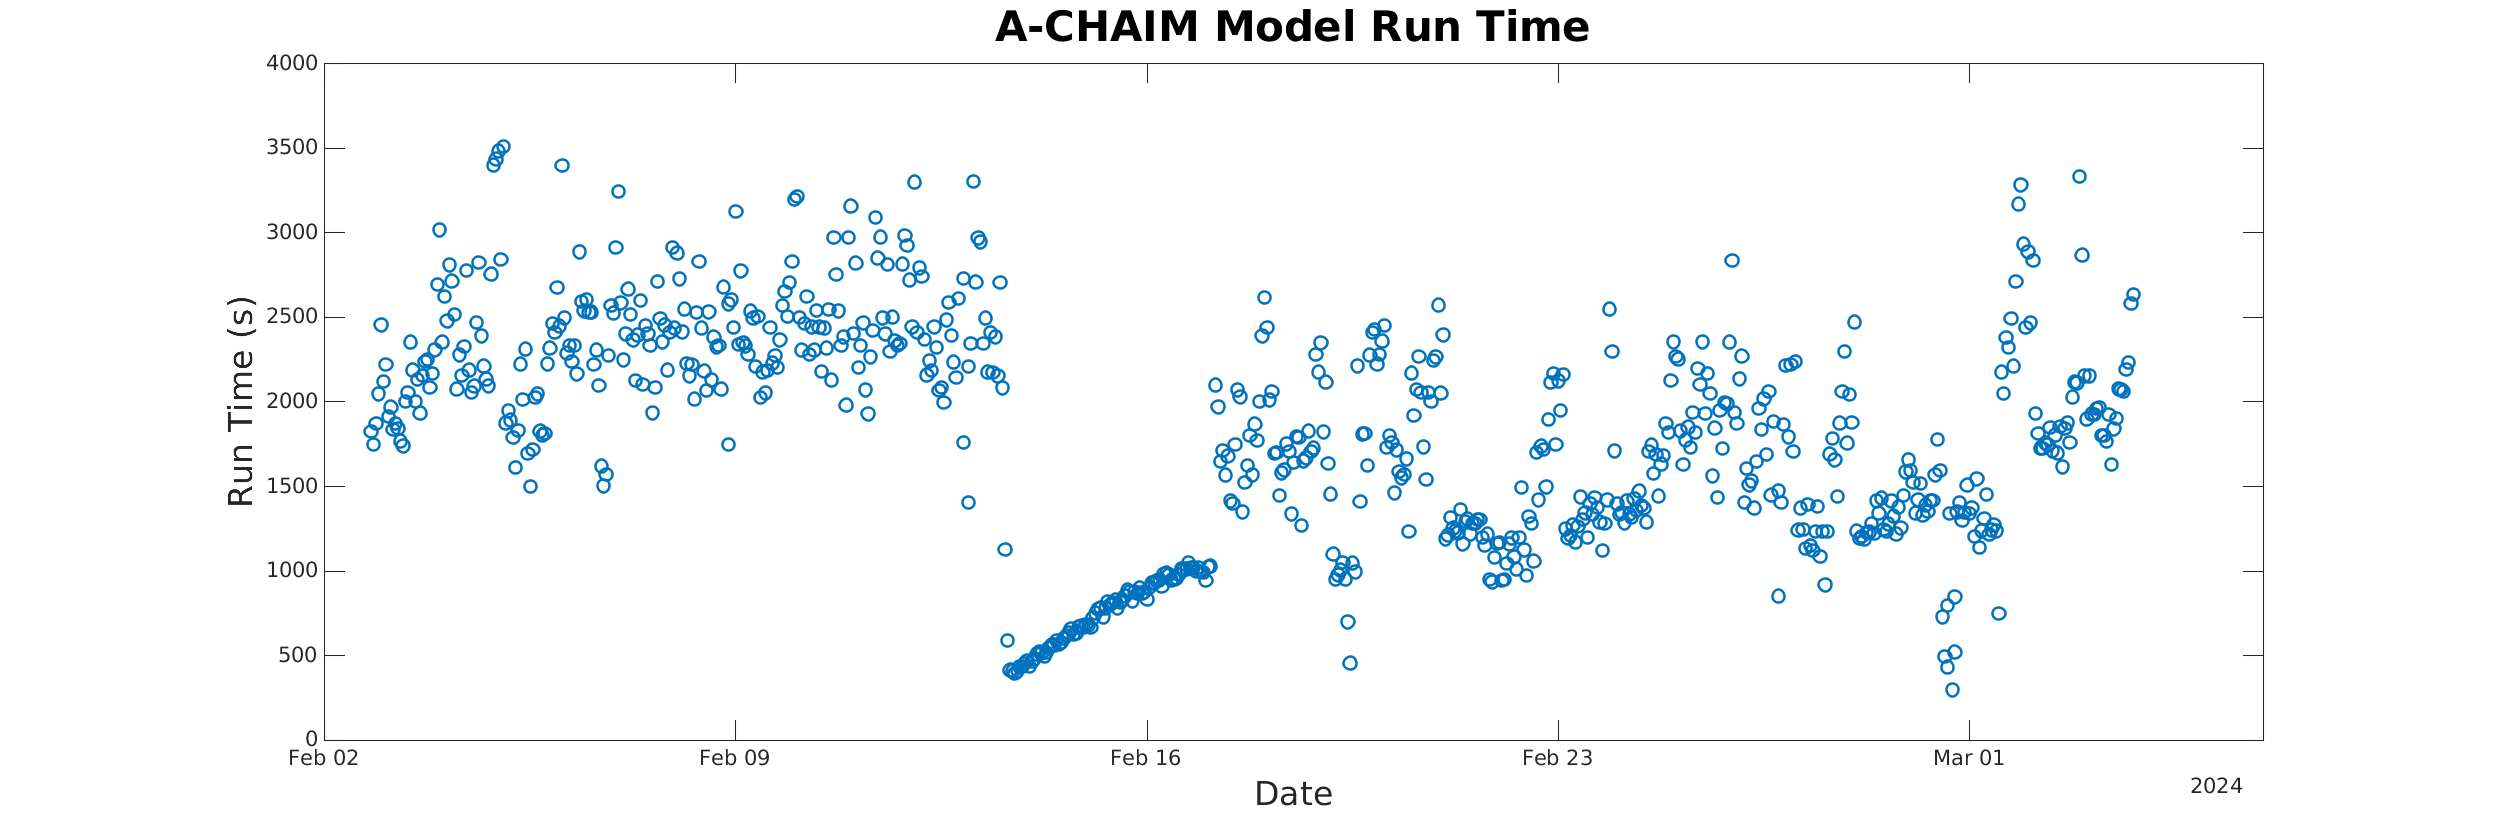 A-CHAIM Model Run Time
4000
3500
3000
2500
2000
1500
1000
500
0
Run Time (s)
Feb 02 Feb 09 Feb 16 Feb 23 Mar 01
2024
Date